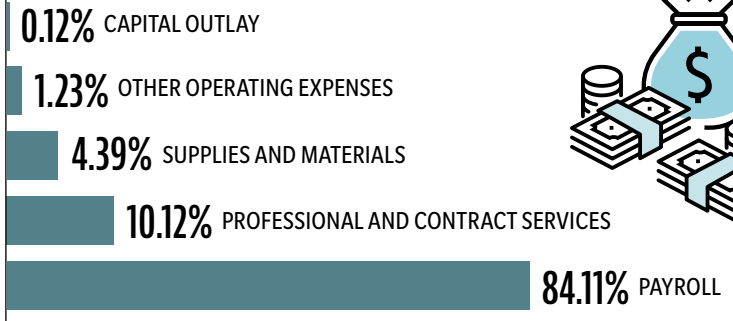 0.12% CAPITAL OUTLAY
1.23% OTHER OPERATING EXPENSES
4.39% SUPPLIES AND MATERIALS
10.12% PROFESSIONAL AND CONTRACT SERVICES
84.11% PAYROLL
$